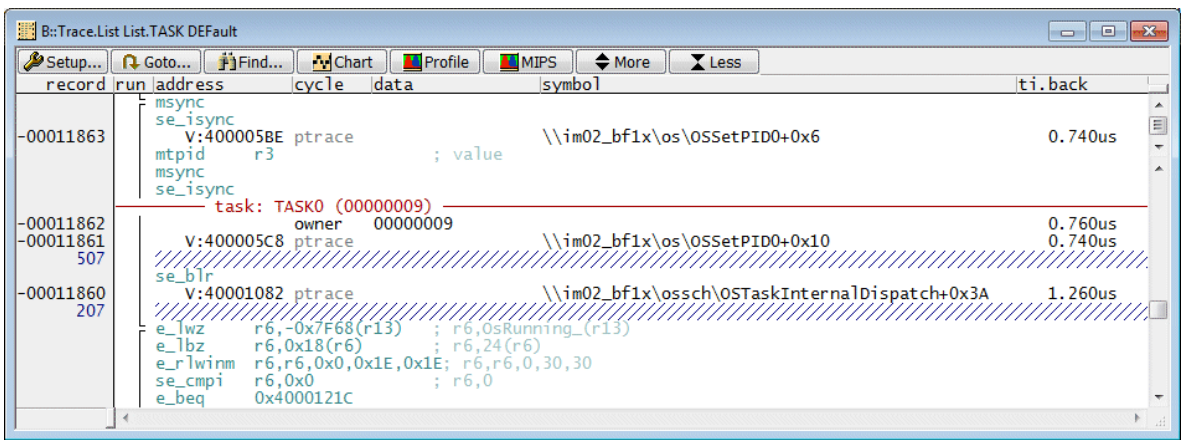 B::Trace.List List.TASK DEFault
Setup... Goto... Find... Chart Profile MIPS More Less
record run address cycle data symbol ti.back
msync
se_isync
-00011863 V:400005BE ptrace \\im02_bf1x\os\OSSetPID0+0x6 0.740us
mtpid r3 ; value
msync
se_isync
task: TASK0 (00000009)
-00011862 owner 00000009 0.760us
-00011861 V:400005C8 ptrace \\im02_bf1x\os\OSSetPID0+0x10 0.740us
507
se_blr
-00011860 V:40001082 ptrace \\im02_bf1x\ossch\OSTaskInternalDispatch+0x3A 1.260us
207
e_lwz r6,-0x7F68(r13) ; r6,OsRunning_(r13)
e_lbz r6,0x18(r6) ; r6,24(r6)
e_rlwinm r6,r6,0x0,0x1E,0x1E; r6,r6,0,30,30
se_cmpi r6,0x0 ; r6,0
e_beq 0x4000121C